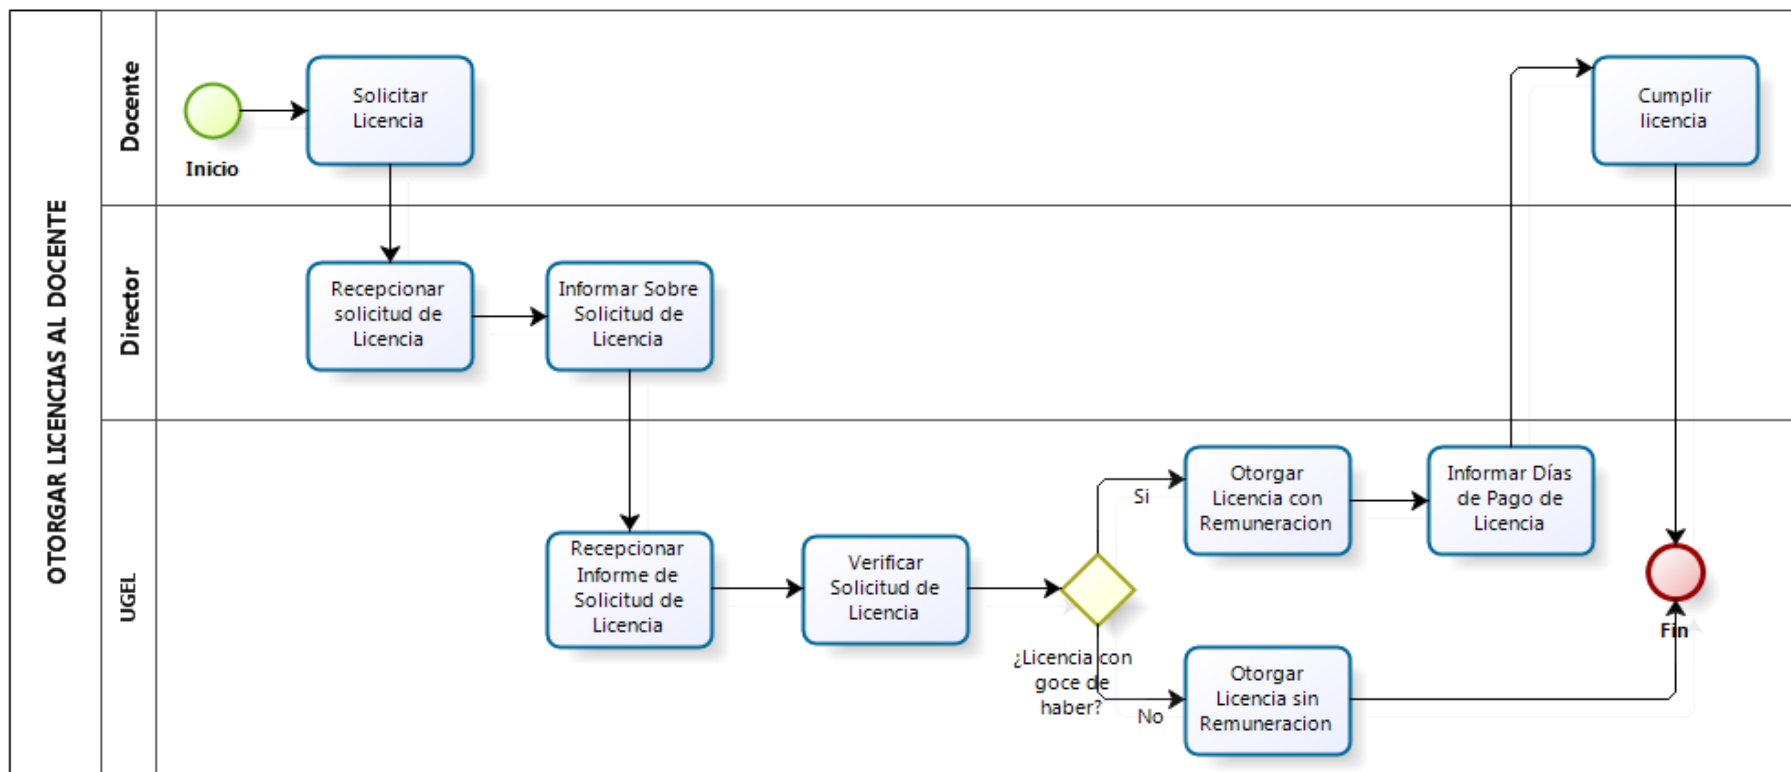 OTORGAR LICENCIAS AL DOCENTE
Docente
Inicio
Solicitar
Licencia
Cumplir
licencia
Director
Recepcionar
solicitud de
Licencia
Informar Sobre
Solicitud de
Licencia
UGEL
Recepcionar
Informe de
Solicitud de
Licencia
Verificar
Solicitud de
Licencia
¿Licencia con
goce de
haber?
Si
Otorgar
Licencia con
Remuneracion
Informar Días
de Pago de
Licencia
No
Otorgar
Licencia sin
Remuneracion
Fin